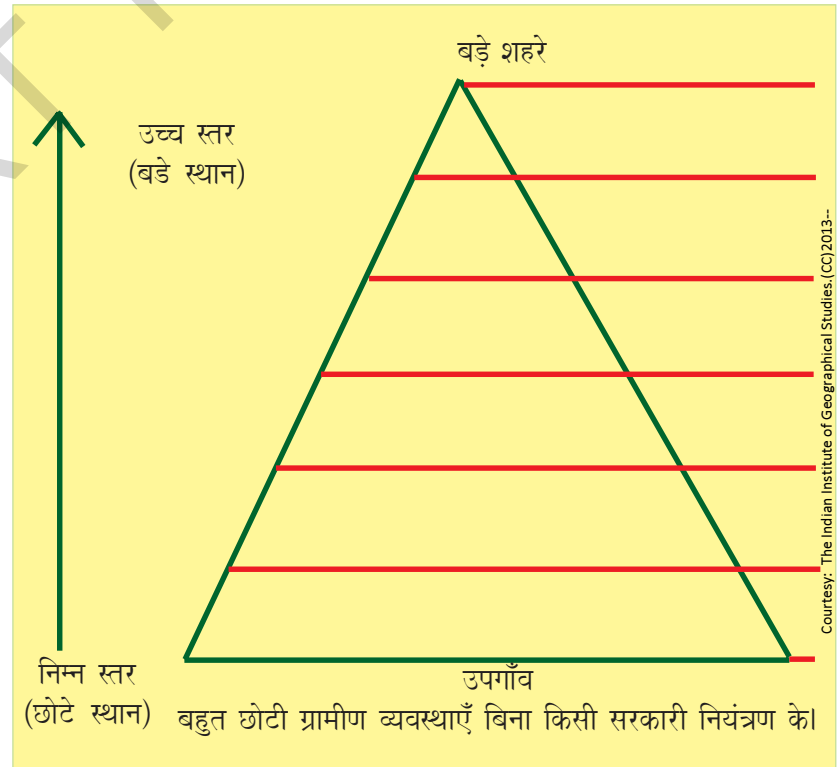 बड़े शहरे
उच्च स्तर
(बडे स्थान)
निम्न स्तर
(छोटे स्थान)
उपगाँव
बहुत छोटी ग्रामीण व्यवस्थाएँ बिना किसी सरकारी नियंत्रण के।
Courtesy: The Indian Institute of Geographical Studies.(CC)2013--